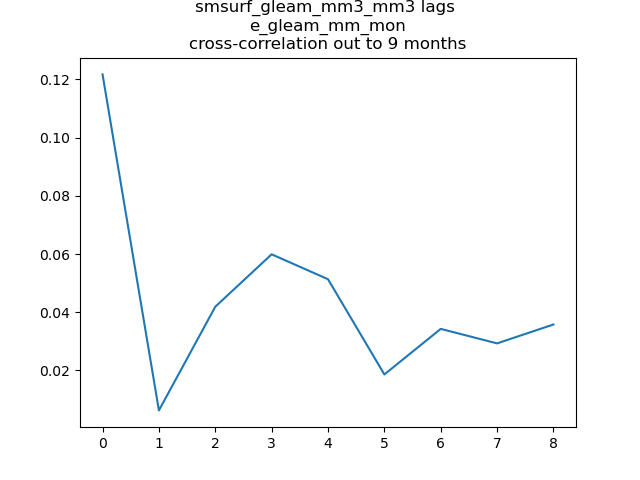 smsurf_gleam_mm3_mm3 lags
e_gleam_mm_mon
cross-correlation out to 9 months
0.12
0.10
0.08
0.06
0.04
0.02
0 1 2 3 4 5 6 7 8